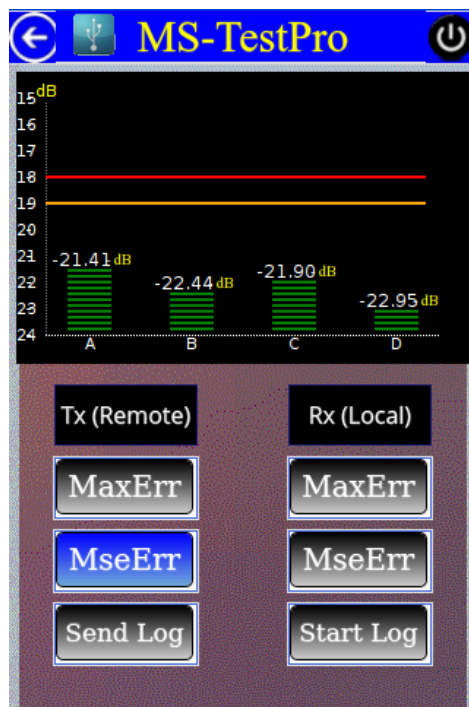 MS-TestPro
dB
15
16
17
18
19
20
21
22
23
24
-21.41 dB
-22.44 dB
-21.90 dB
-22.95 dB
A B C D
Tx (Remote) Rx (Local)
MaxErr MaxErr
MseErr MseErr
Send Log Start Log